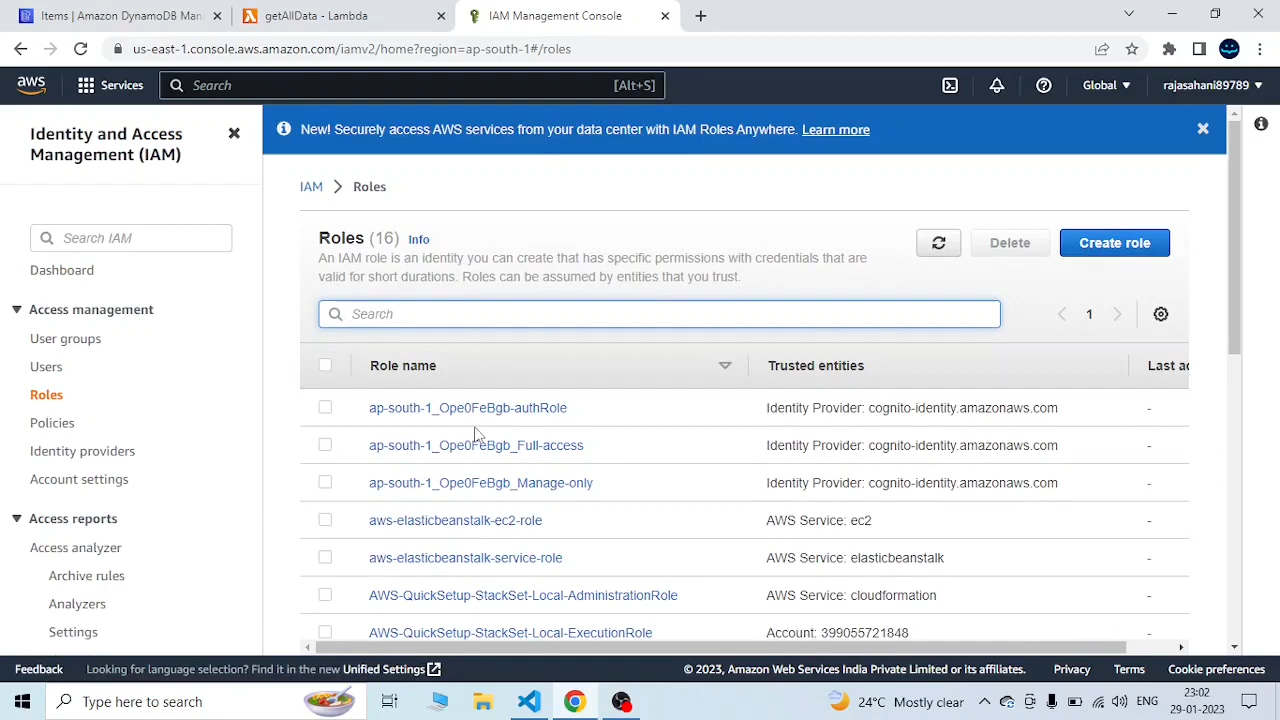 Items | Amazon DynamoDB Man
getAllData - Lambda
IAM Management Console
us-east-1.console.aws.amazon.com/iamv2/home?region=ap-south-1#/roles
aws
Services
Search
[Alt+S]
Global
rajasahani89789
Identity and Access
Management (IAM)
Search IAM
Dashboard
Access management
User groups
Users
Roles
Policies
Identity providers
Account settings
Access reports
Access analyzer
Archive rules
Analyzers
Settings
New! Securely access AWS services from your data center with IAM Roles Anywhere. Learn more
IAM > Roles
Roles (16) Info
An IAM role is an identity you can create that has specific permissions with credentials that are
valid for short durations. Roles can be assumed by entities that you trust.
Delete
Create role
Search
1
Role name
Trusted entities
Last ac
ap-south-1_Ope0FeBgb-authRole
Identity Provider: cognito-identity.amazonaws.com
-
ap-south-1_Ope0FeBgb_Full-access
Identity Provider: cognito-identity.amazonaws.com
-
ap-south-1_Ope0FeBgb_Manage-only
Identity Provider: cognito-identity.amazonaws.com
-
aws-elasticbeanstalk-ec2-role
AWS Service: ec2
-
aws-elasticbeanstalk-service-role
AWS Service: elasticbeanstalk
-
AWS-QuickSetup-StackSet-Local-AdministrationRole
AWS Service: cloudformation
-
AWS-QuickSetup-StackSet-Local-ExecutionRole
Account: 399055721848
-
Feedback
Looking for language selection? Find it in the new Unified Settings
© 2023, Amazon Web Services India Private Limited or its affiliates.
Privacy
Terms
Cookie preferences
Type here to search
24°C Mostly clear
ENG
23:02
29-01-2023